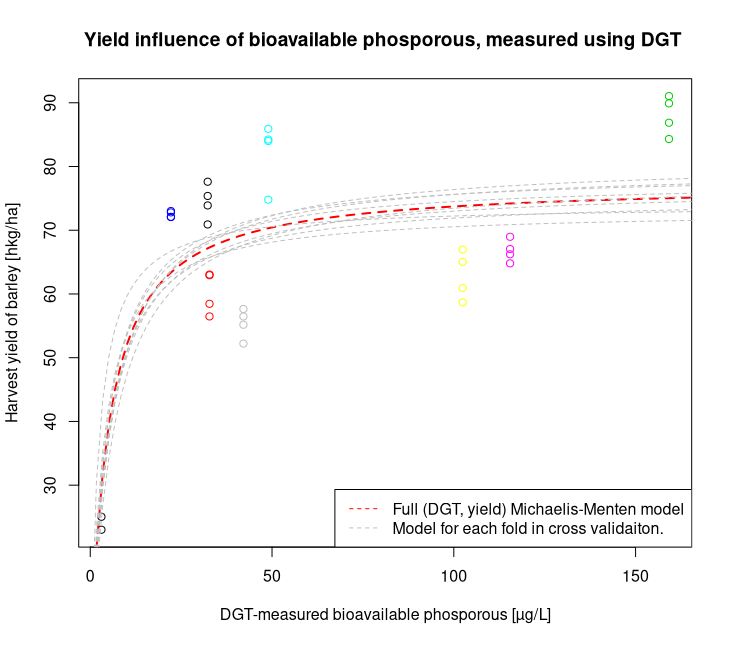 Yield influence of bioavailable phosporous, measured using DGT
Harvest yield of barley [hkg/ha]
90
80
70
60
50
40
30
Full (DGT, yield) Michaelis-Menten model
Model for each fold in cross validaiton.
0 50 100 150
DGT-measured bioavailable phosporous [µg/L]